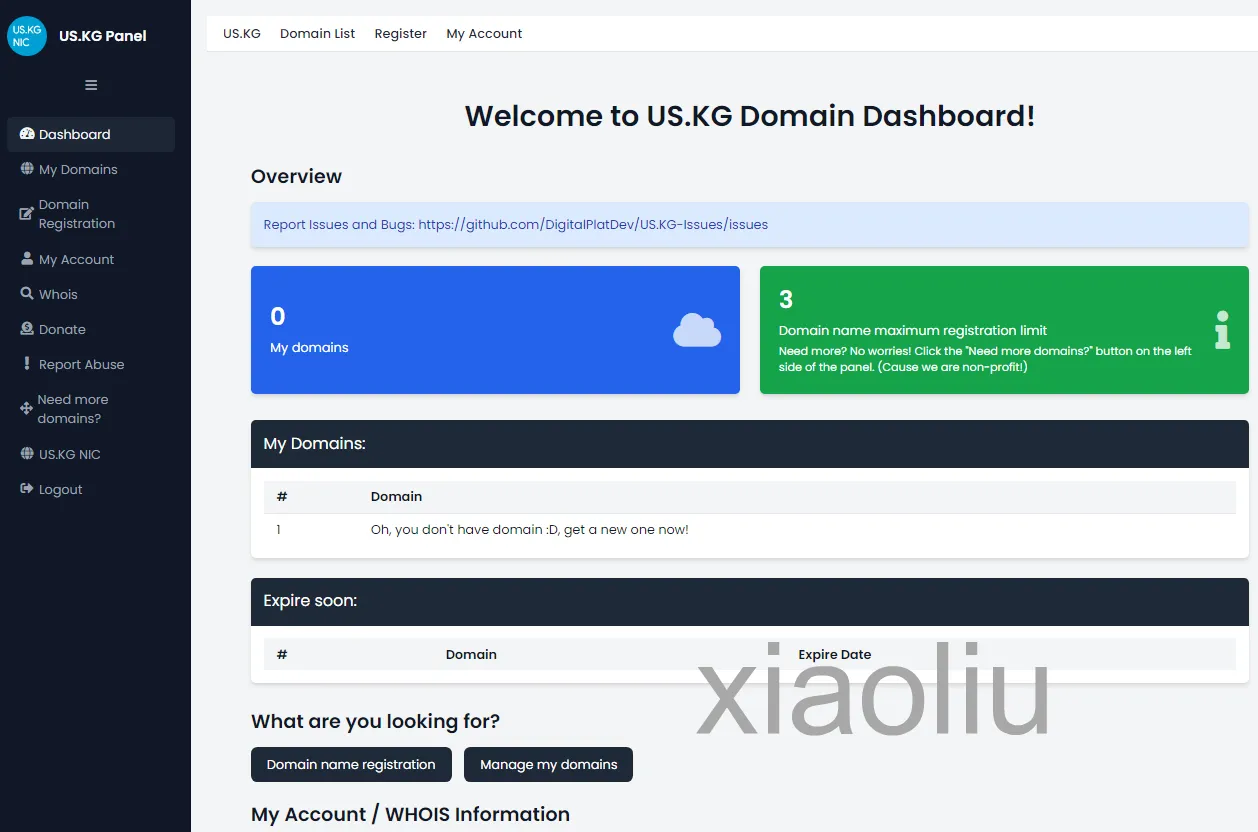 US.KG
NIC
US.KG Panel
Dashboard
My Domains
Domain
Registration
My Account
Whois
Donate
Report Abuse
Need more
domains?
US.KG NIC
Logout
US.KG Domain List Register My Account
Welcome to US.KG Domain Dashboard!
Overview
Report Issues and Bugs: https://github.com/DigitalPlatDev/US.KG-Issues/issues
0
My domains
3
Domain name maximum registration limit
Need more? No worries! Click the "Need more domains?" button on the left
side of the panel. (Cause we are non-profit!)
My Domains:
# Domain
1 Oh, you don't have domain :D, get a new one now!
Expire soon:
# Domain Expire Date
xiaoliu
What are you looking for?
Domain name registration Manage my domains
My Account / WHOIS Information